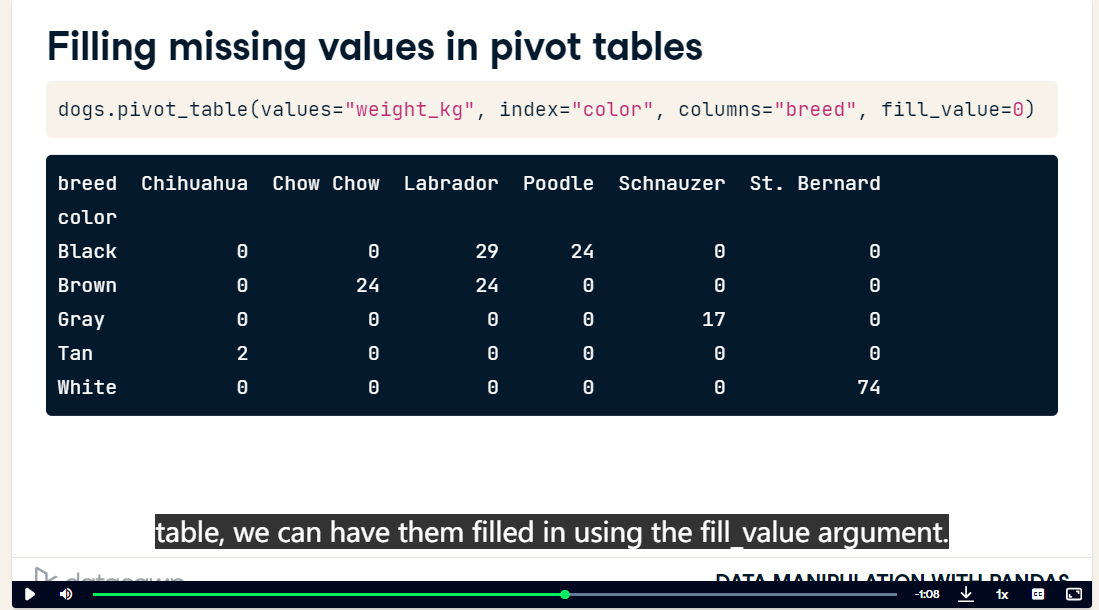 Filling missing values in pivot tables
dogs.pivot_table(values="weight_kg", index="color", columns="breed", fill_value=0)
breed Chihuahua Chow Chow Labrador Poodle Schnauzer St. Bernard
color
Black 0 0 29 24 0 0
Brown 0 24 24 0 0 0
Gray 0 0 0 0 17 0
Tan 2 0 0 0 0 0
White 0 0 0 0 0 74
table, we can have them filled in using the fill_value argument.
datacamp DATA MANIPULATION WITH PANDAS
-1:08 1x CC